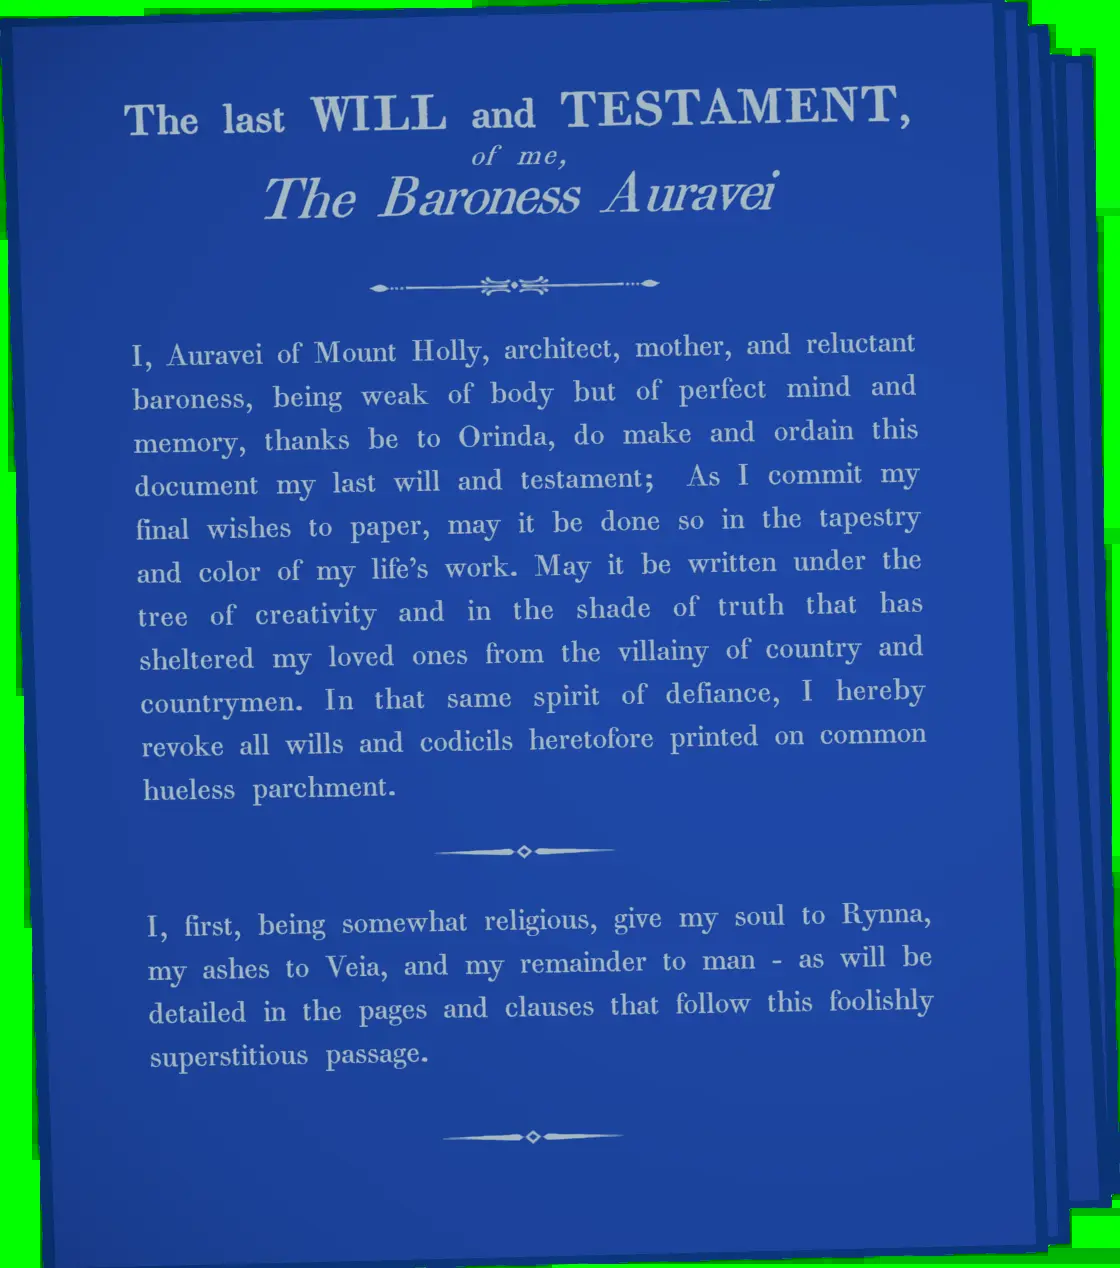 The last WILL and TESTAMENT,
of me,
The Baroness Auravei
I, Auravei of Mount Holly, architect, mother, and reluctant
baroness, being weak of body but of perfect mind and
memory, thanks be to Orinda, do make and ordain this
document my last will and testament; As I commit my
final wishes to paper, may it be done so in the tapestry
and color of my life's work. May it be written under the
tree of creativity and in the shade of truth that has
sheltered my loved ones from the villainy of country and
countrymen. In that same spirit of defiance, I hereby
revoke all wills and codicils heretofore printed on common
hueless parchment.
I, first, being somewhat religious, give my soul to Rynna,
my ashes to Veia, and my remainder to man - as will be
detailed in the pages and clauses that follow this foolishly
superstitious passage.